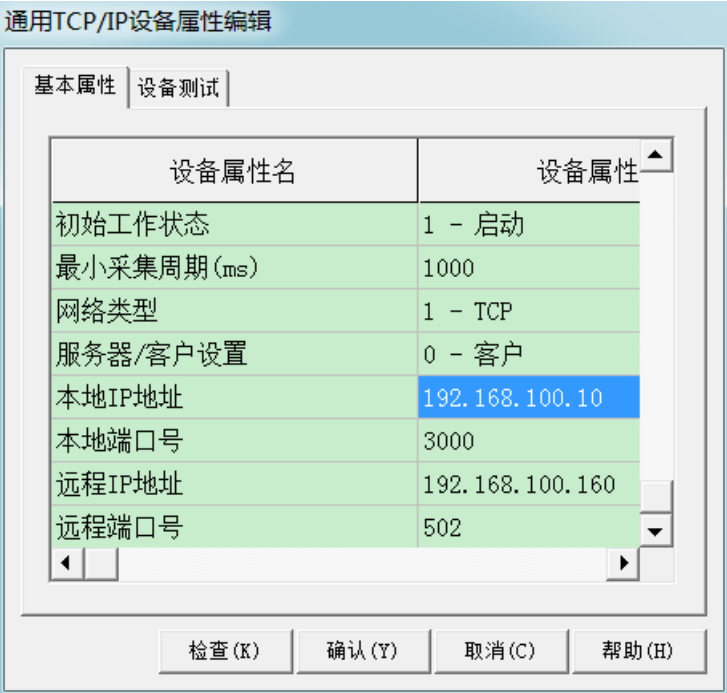 通用TCP/IP设备属性编辑
基本属性 设备测试
设备属性名 设备属性
初始工作状态 1 - 启动
最小采集周期(ms) 1000
网络类型 1 - TCP
服务器/客户设置 0 - 客户
本地IP地址 192.168.100.10
本地端口号 3000
远程IP地址 192.168.100.160
远程端口号 502
检查(K) 确认(Y) 取消(C) 帮助(H)